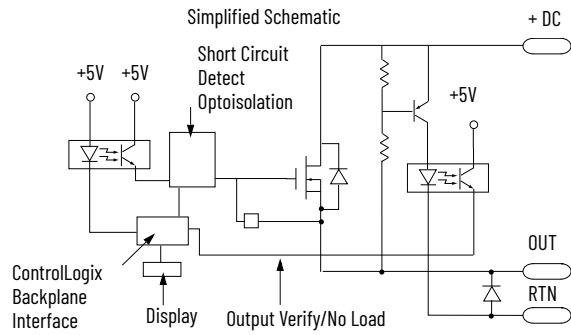 Simplified Schematic
+ DC
Short Circuit
Detect
Optoisolation
+5V
+5V
+5V
OUT
RTN
ControlLogix
Backplane
Interface
Display
Output Verify/No Load